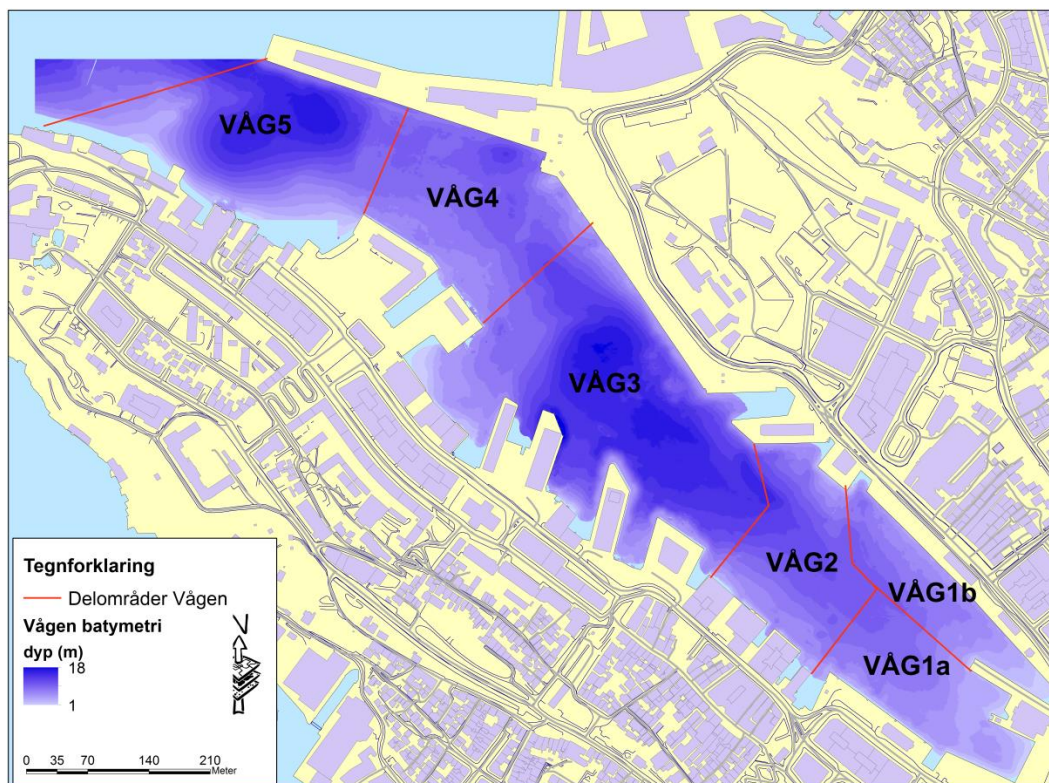 VÅG5
VÅG4
VÅG3
VÅG2
VÅG1b
VÅG1a
Tegnforklaring
Delområder Vågen
Vågen batymetri
dyp (m)
18
1
N
0 35 70 140 210
Meter